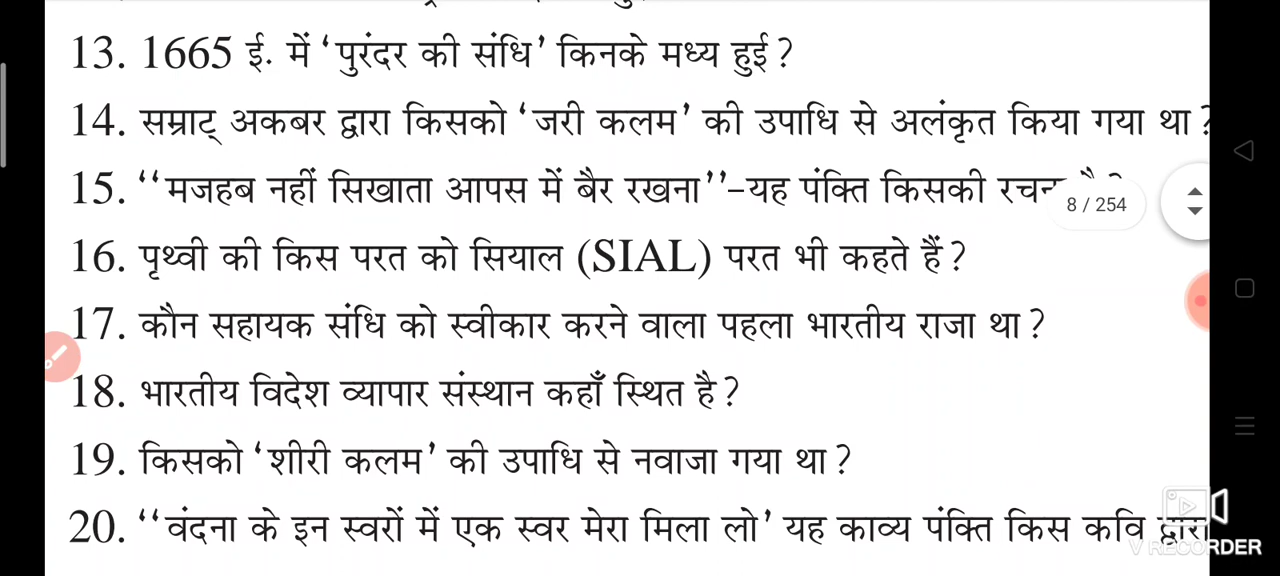 13. 1665 ई. में ‘पुरंदर की संधि’ किनके मध्य हुई?
14. सम्राट् अकबर द्वारा किसको ‘जरी कलम’ की उपाधि से अलंकृत किया गया था?
15. ‘‘मजहब नहीं सिखाता आपस में बैर रखना’’–यह पंक्ति किसकी
8 / 254
16. पृथ्वी की किस परत को सियाल (SIAL) परत भी कहते हैं?
17. कौन सहायक संधि को स्वीकार करने वाला पहला भारतीय राजा था?
18. भारतीय विदेश व्यापार संस्थान कहाँ स्थित है?
19. किसको ‘शीरी कलम’ की उपाधि से नवाजा गया था?
20. ‘‘वंदना के इन स्वरों में एक स्वर मेरा मिला लो’ यह काव्य पंक्ति किस कवि द्वारा
V RECORDER